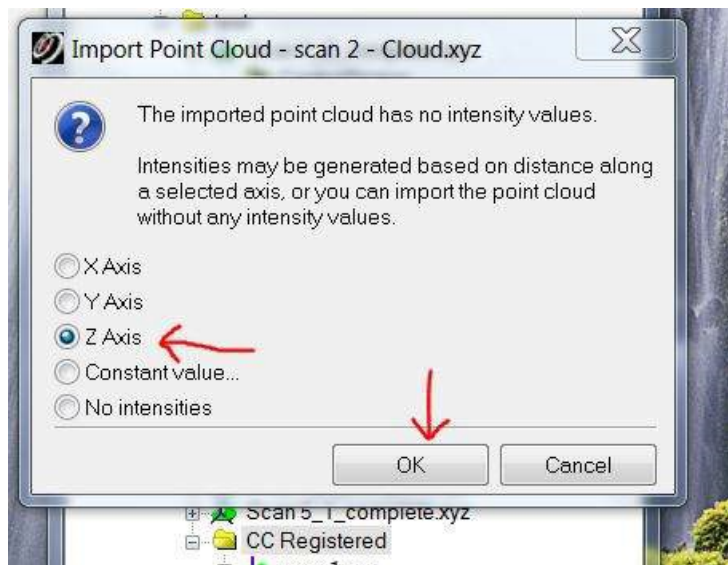 Import Point Cloud - scan 2 - Cloud.xyz
The imported point cloud has no intensity values.
Intensities may be generated based on distance along
a selected axis, or you can import the point cloud
without any intensity values.
X Axis
Y Axis
Z Axis
Constant value...
No intensities
OK
Cancel
Scan 5_1_complete.xyz
CC Registered